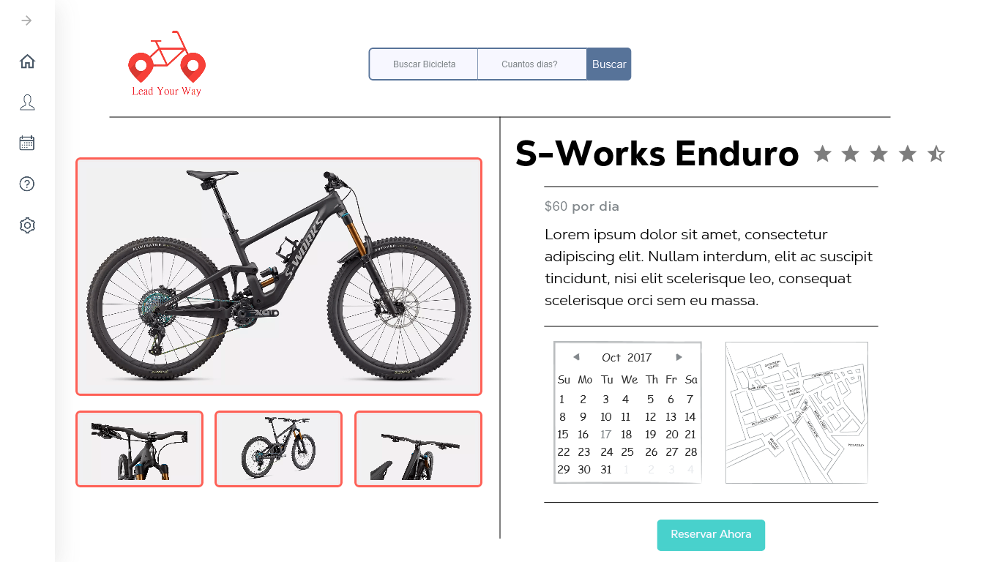 Lead Your Way
Buscar Bicicleta
Cuantos dias?
Buscar
S-Works Enduro
$60 por dia
Lorem ipsum dolor sit amet, consectetur
adipiscing elit. Nullam interdum, elit ac suscipit
tincidunt, nisi elit scelerisque leo, consequat
scelerisque orci sem eu massa.
S-WORKS
Oct 2017
Su Mo Tu We Th Fr Sa
1 2 3 4 5 6 7
8 9 10 11 12 13 14
15 16 17 18 19 20 21
22 23 24 25 26 27 28
29 30 31 1 2 3 4
PICCADILLY
Reservar Ahora